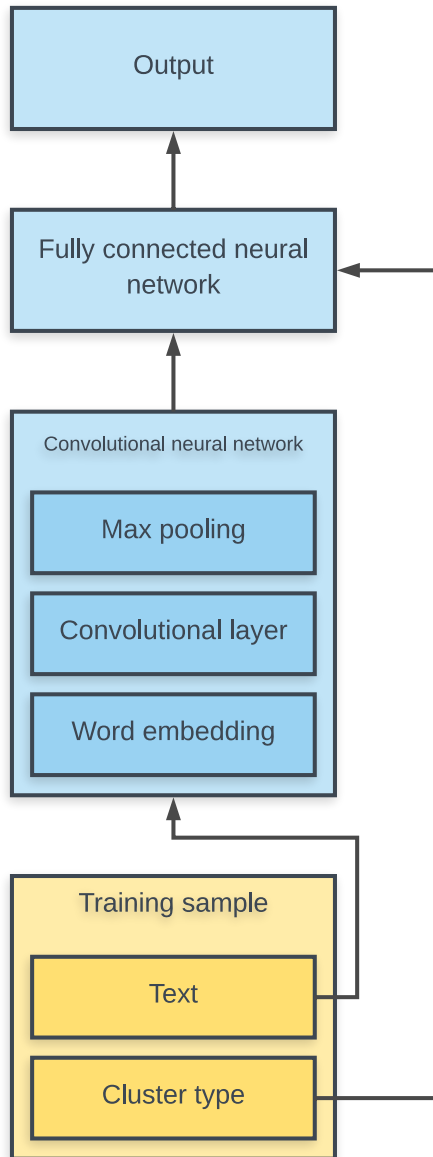 Output
Fully connected neural
network
Convolutional neural network
Max pooling
Convolutional layer
Word embedding
Training sample
Text
Cluster type